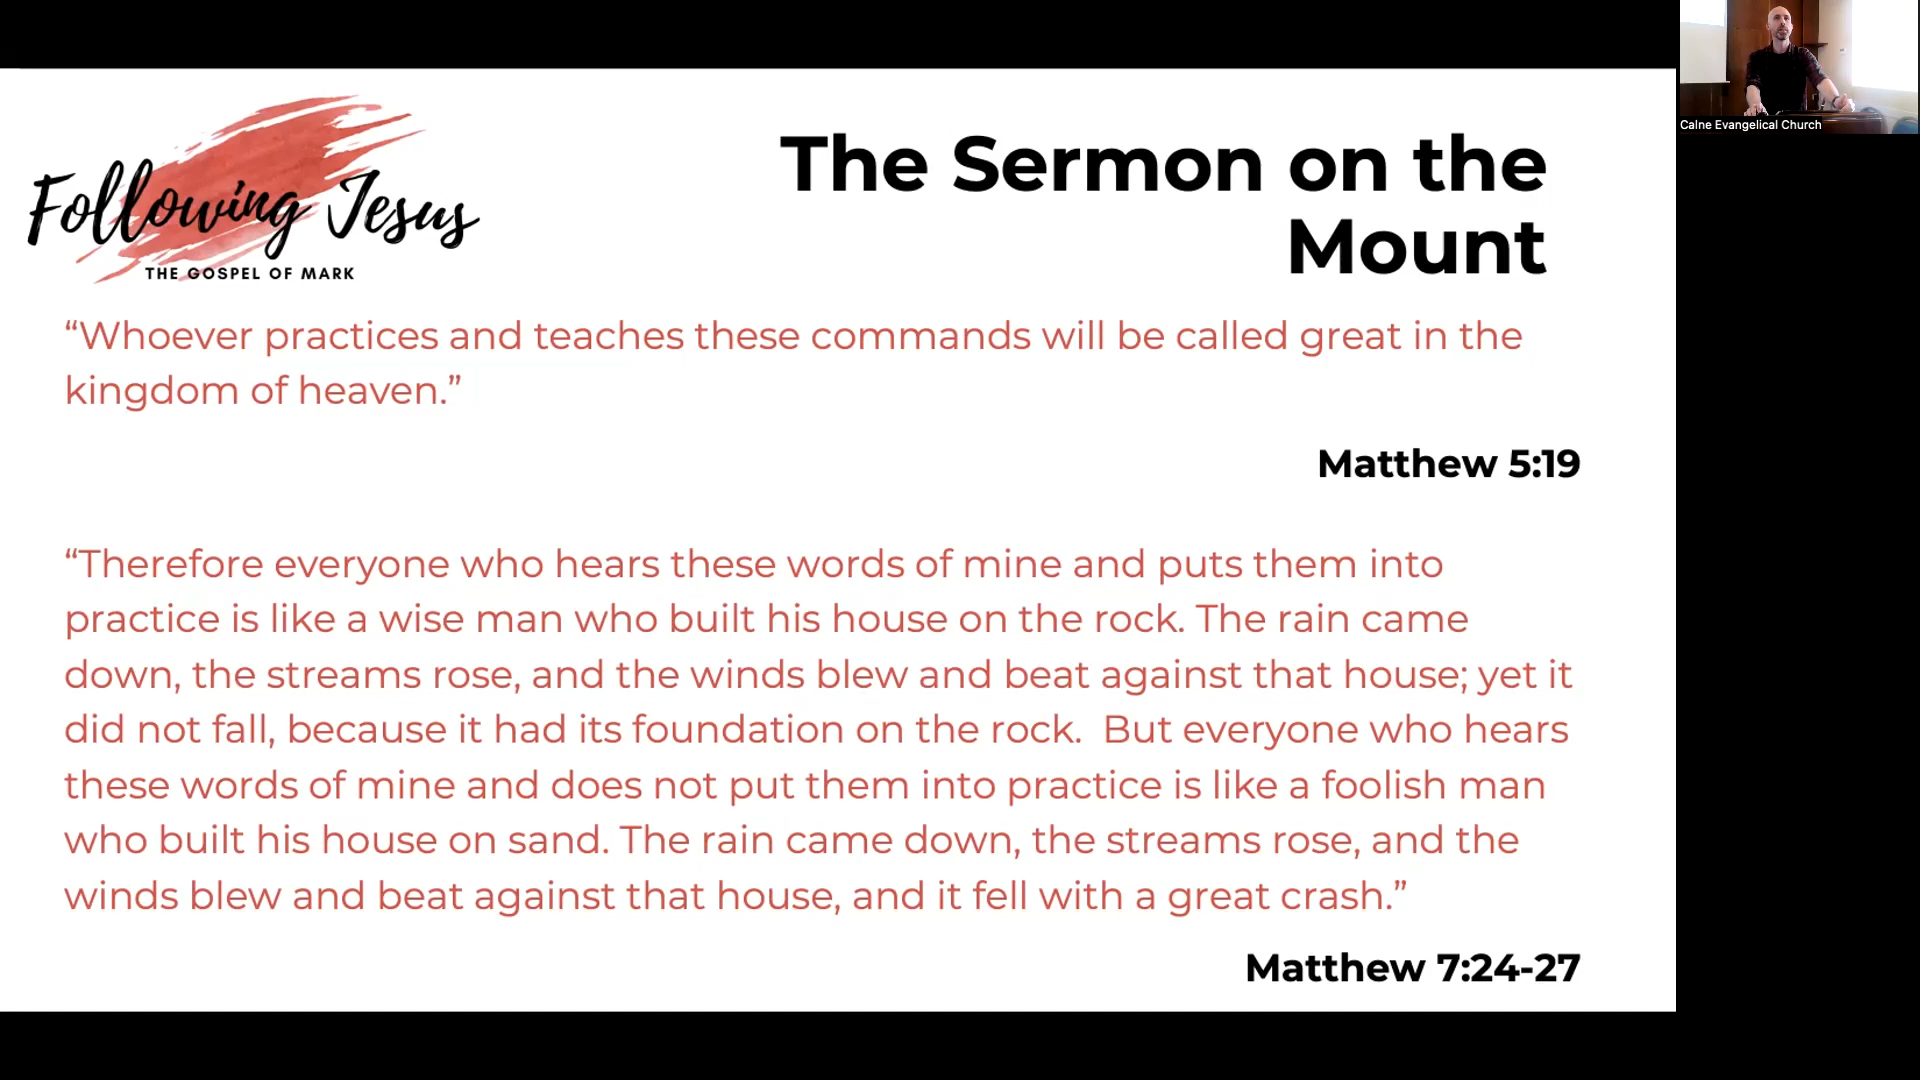 Following Jesus
THE GOSPEL OF MARK
The Sermon on the
Mount
“Whoever practices and teaches these commands will be called great in the
kingdom of heaven.”
Matthew 5:19
“Therefore everyone who hears these words of mine and puts them into
practice is like a wise man who built his house on the rock. The rain came
down, the streams rose, and the winds blew and beat against that house; yet it
did not fall, because it had its foundation on the rock.  But everyone who hears
these words of mine and does not put them into practice is like a foolish man
who built his house on sand. The rain came down, the streams rose, and the
winds blew and beat against that house, and it fell with a great crash.”
Matthew 7:24-27
Calne Evangelical Church